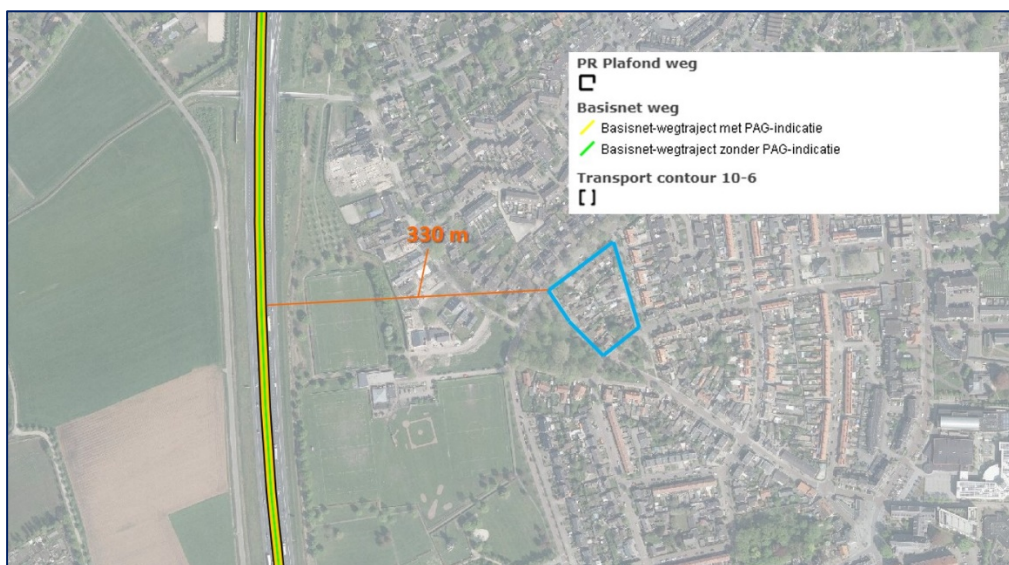 PR Plafond weg
Basisnet weg
Basisnet-wegtraject met PAG-indicatie
Basisnet-wegtraject zonder PAG-indicatie
Transport contour 10-6
330 m